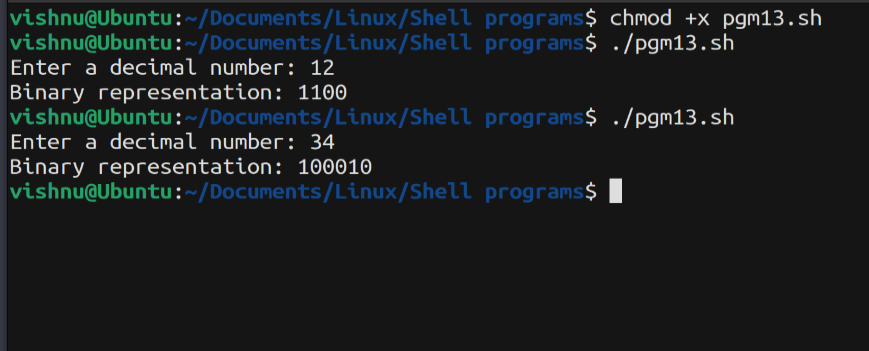 vishnu@Ubuntu:~/Documents/Linux/Shell programs$ chmod +x pgm13.sh
vishnu@Ubuntu:~/Documents/Linux/Shell programs$ ./pgm13.sh
Enter a decimal number: 12
Binary representation: 1100
vishnu@Ubuntu:~/Documents/Linux/Shell programs$ ./pgm13.sh
Enter a decimal number: 34
Binary representation: 100010
vishnu@Ubuntu:~/Documents/Linux/Shell programs$